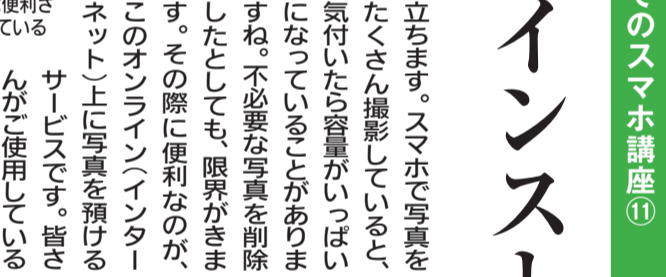 のスマホ講座⑪
インスト
立ちます。スマホで写真を
たくさん撮影していると、
気付いたら容量がいっぱい
になっていることがありま
すね。不必要な写真を削除
したとしても、限界がきま
す。その際に便利なのが、
このオンライン（インター
ネット）上に写真を預ける
サービスです。皆さ
んがご使用している
便利さ
ている